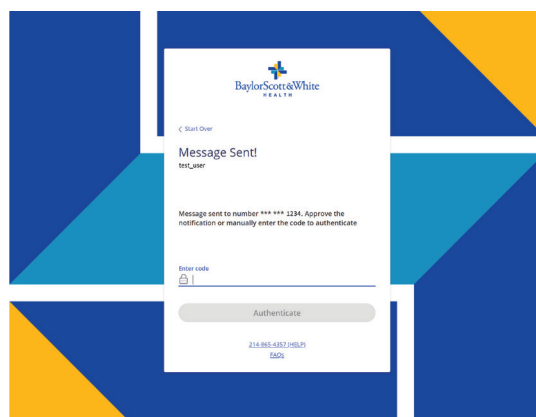 BaylorScott&White
HEALTH
< Start Over
Message Sent!
test_user
Message sent to number *** *** 1234. Approve the
notification or manually enter the code to authenticate
Enter code
Authenticate
214-865-4357 (HELP)
FAQs